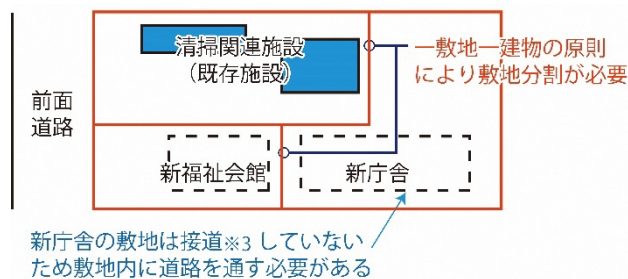 清掃関連施設
（既存施設）
一敷地一建物の原則
により敷地分割が必要
前面
道路
新福祉会館
新庁舎
新庁舎の敷地は接道※3していない
ため敷地内に道路を通す必要がある